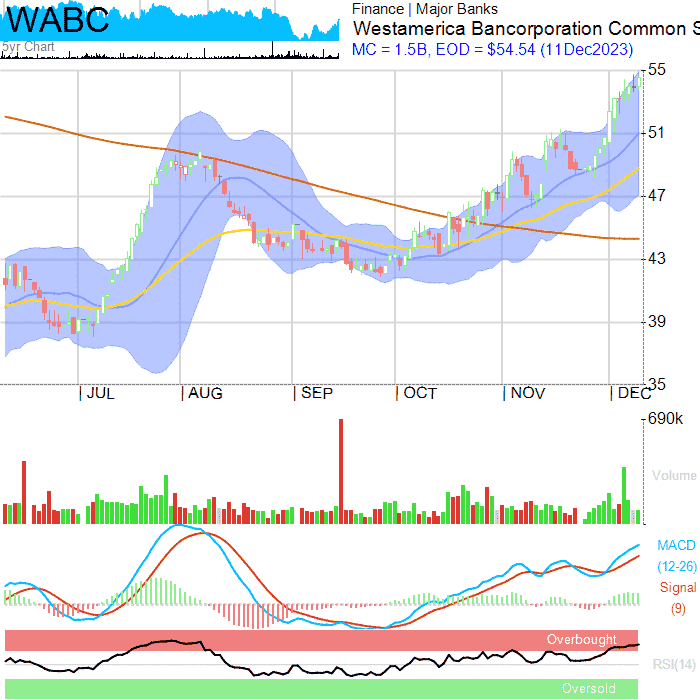 WABC
5yr Chart
Finance | Major Banks
Westamerica Bancorporation Common S
MC = 1.5B, EOD = $54.54 (11Dec2023)
55
51
47
43
39
35
| JUL | AUG | SEP | OCT | NOV | DEC
690k
Volume
MACD
(12-26)
Signal
(9)
Overbought
RSI(14)
Oversold